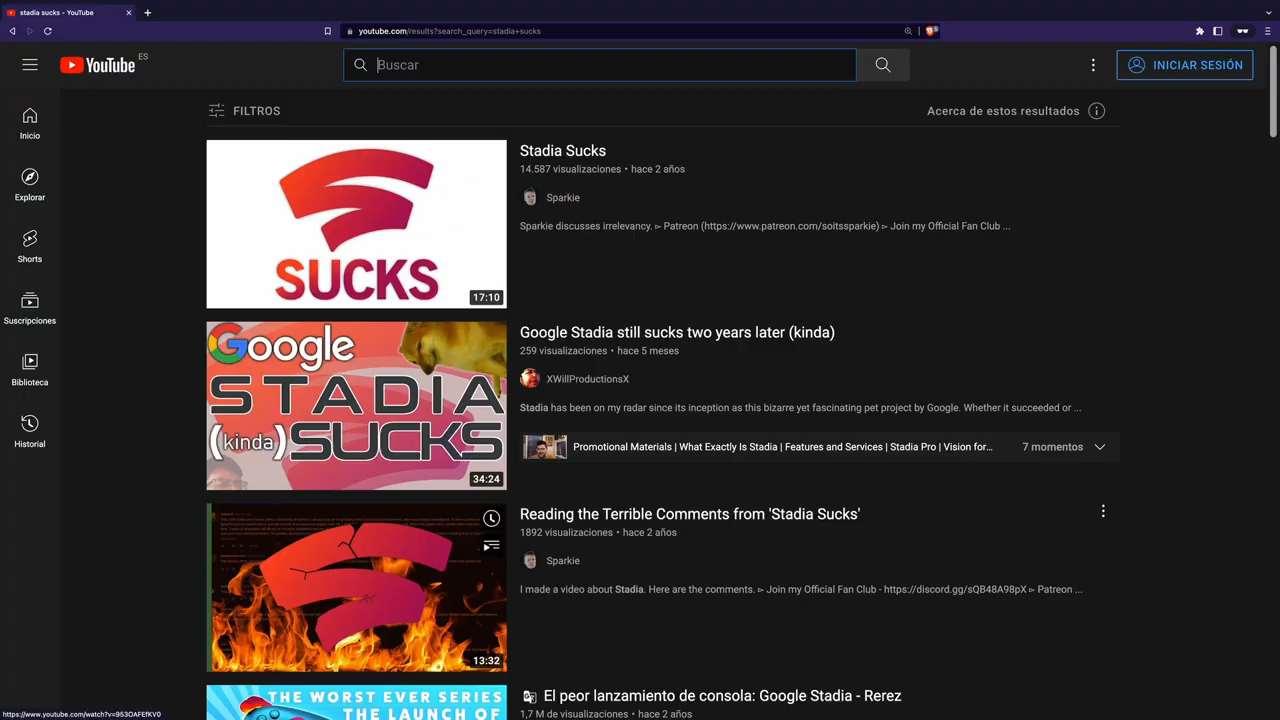 stadia sucks - YouTube
youtube.com/results?search_query=stadia+sucks
YouTube ES
Buscar
INICIAR SESIÓN
Inicio
Explorar
Shorts
Suscripciones
Biblioteca
Historial
FILTROS
Acerca de estos resultados
SUCKS
17:10
Stadia Sucks
14.587 visualizaciones • hace 2 años
Sparkie
Sparkie discusses irrelevancy. ▻ Patreon (https://www.patreon.com/soitssparkie) ▻ Join my Official Fan Club ...
Google
STADIA
(kinda) SUCKS
34:24
Google Stadia still sucks two years later (kinda)
259 visualizaciones • hace 5 meses
XWillProductionsX
Stadia has been on my radar since its inception as this bizarre yet fascinating pet project by Google. Whether it succeeded or ...
Promotional Materials | What Exactly Is Stadia | Features and Services | Stadia Pro | Vision for...
7 momentos
13:32
Reading the Terrible Comments from 'Stadia Sucks'
1892 visualizaciones • hace 2 años
Sparkie
I made a video about Stadia. Here are the comments. ▻ Join my Official Fan Club - https://discord.gg/sQB48A98pX ▻ Patreon ...
THE WORST EVER SERIES
THE LAUNCH OF
El peor lanzamiento de consola: Google Stadia - Rerez
1,7 M de visualizaciones • hace 2 años
https://www.youtube.com/watch?v=953OAFEfKV0